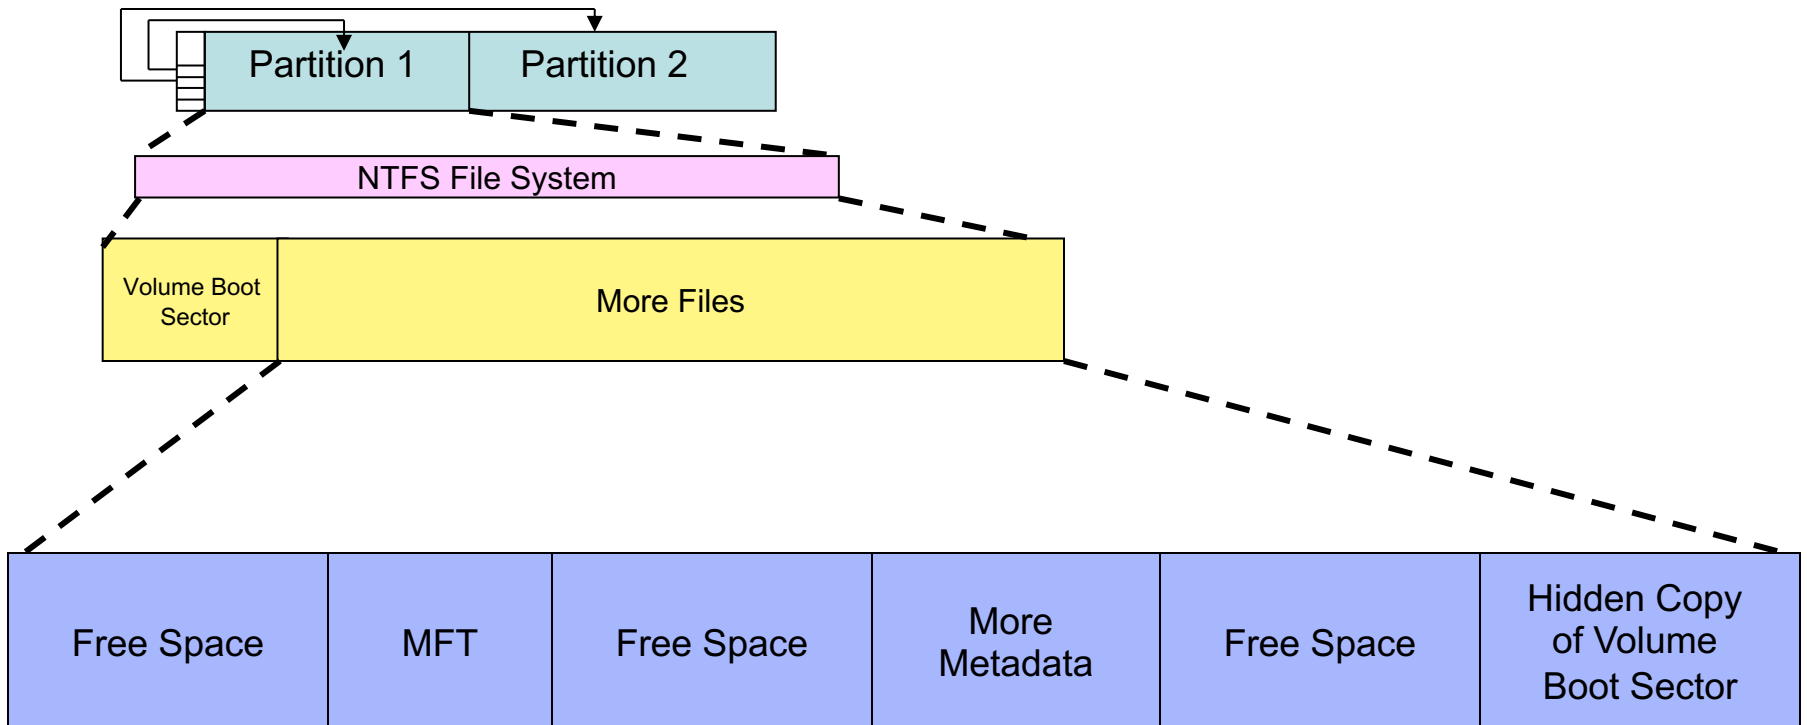 Partition 1
Partition 2
NTFS File System
Volume Boot
Sector
More Files
Free Space
MFT
Free Space
More
Metadata
Free Space
Hidden Copy
of Volume
Boot Sector